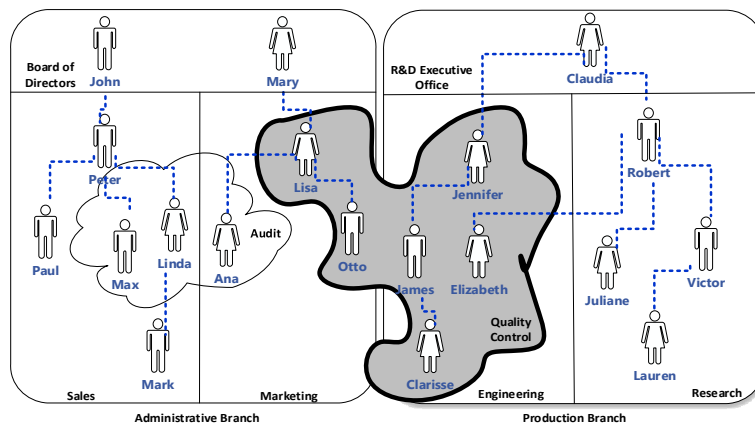 Board of
Directors
John
Mary
R&D Executive
Office
Claudia
Peter
Lisa
Jennifer
Robert
Paul
Max
Linda
Ana
Audit
Otto
James
Elizabeth
Juliane
Victor
Mark
Clarisse
Quality
Control
Lauren
Sales
Marketing
Engineering
Research
Administrative Branch
Production Branch